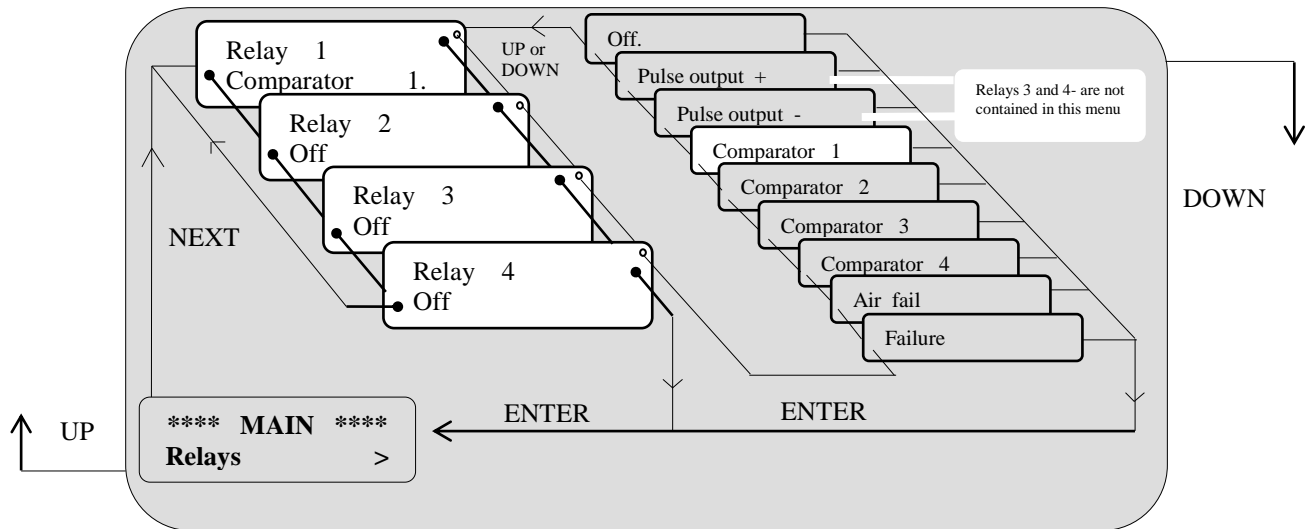 Relay 1
Comparator 1.
Relay 2
Off
Relay 3
Off
Relay 4
Off
UP or
DOWN
Off.
Pulse output +
Pulse output -
Comparator 1
Comparator 2
Comparator 3
Comparator 4
Air fail
Failure
Relays 3 and 4- are not
contained in this menu
DOWN
NEXT
UP
**** MAIN ****
Relays >
ENTER
ENTER